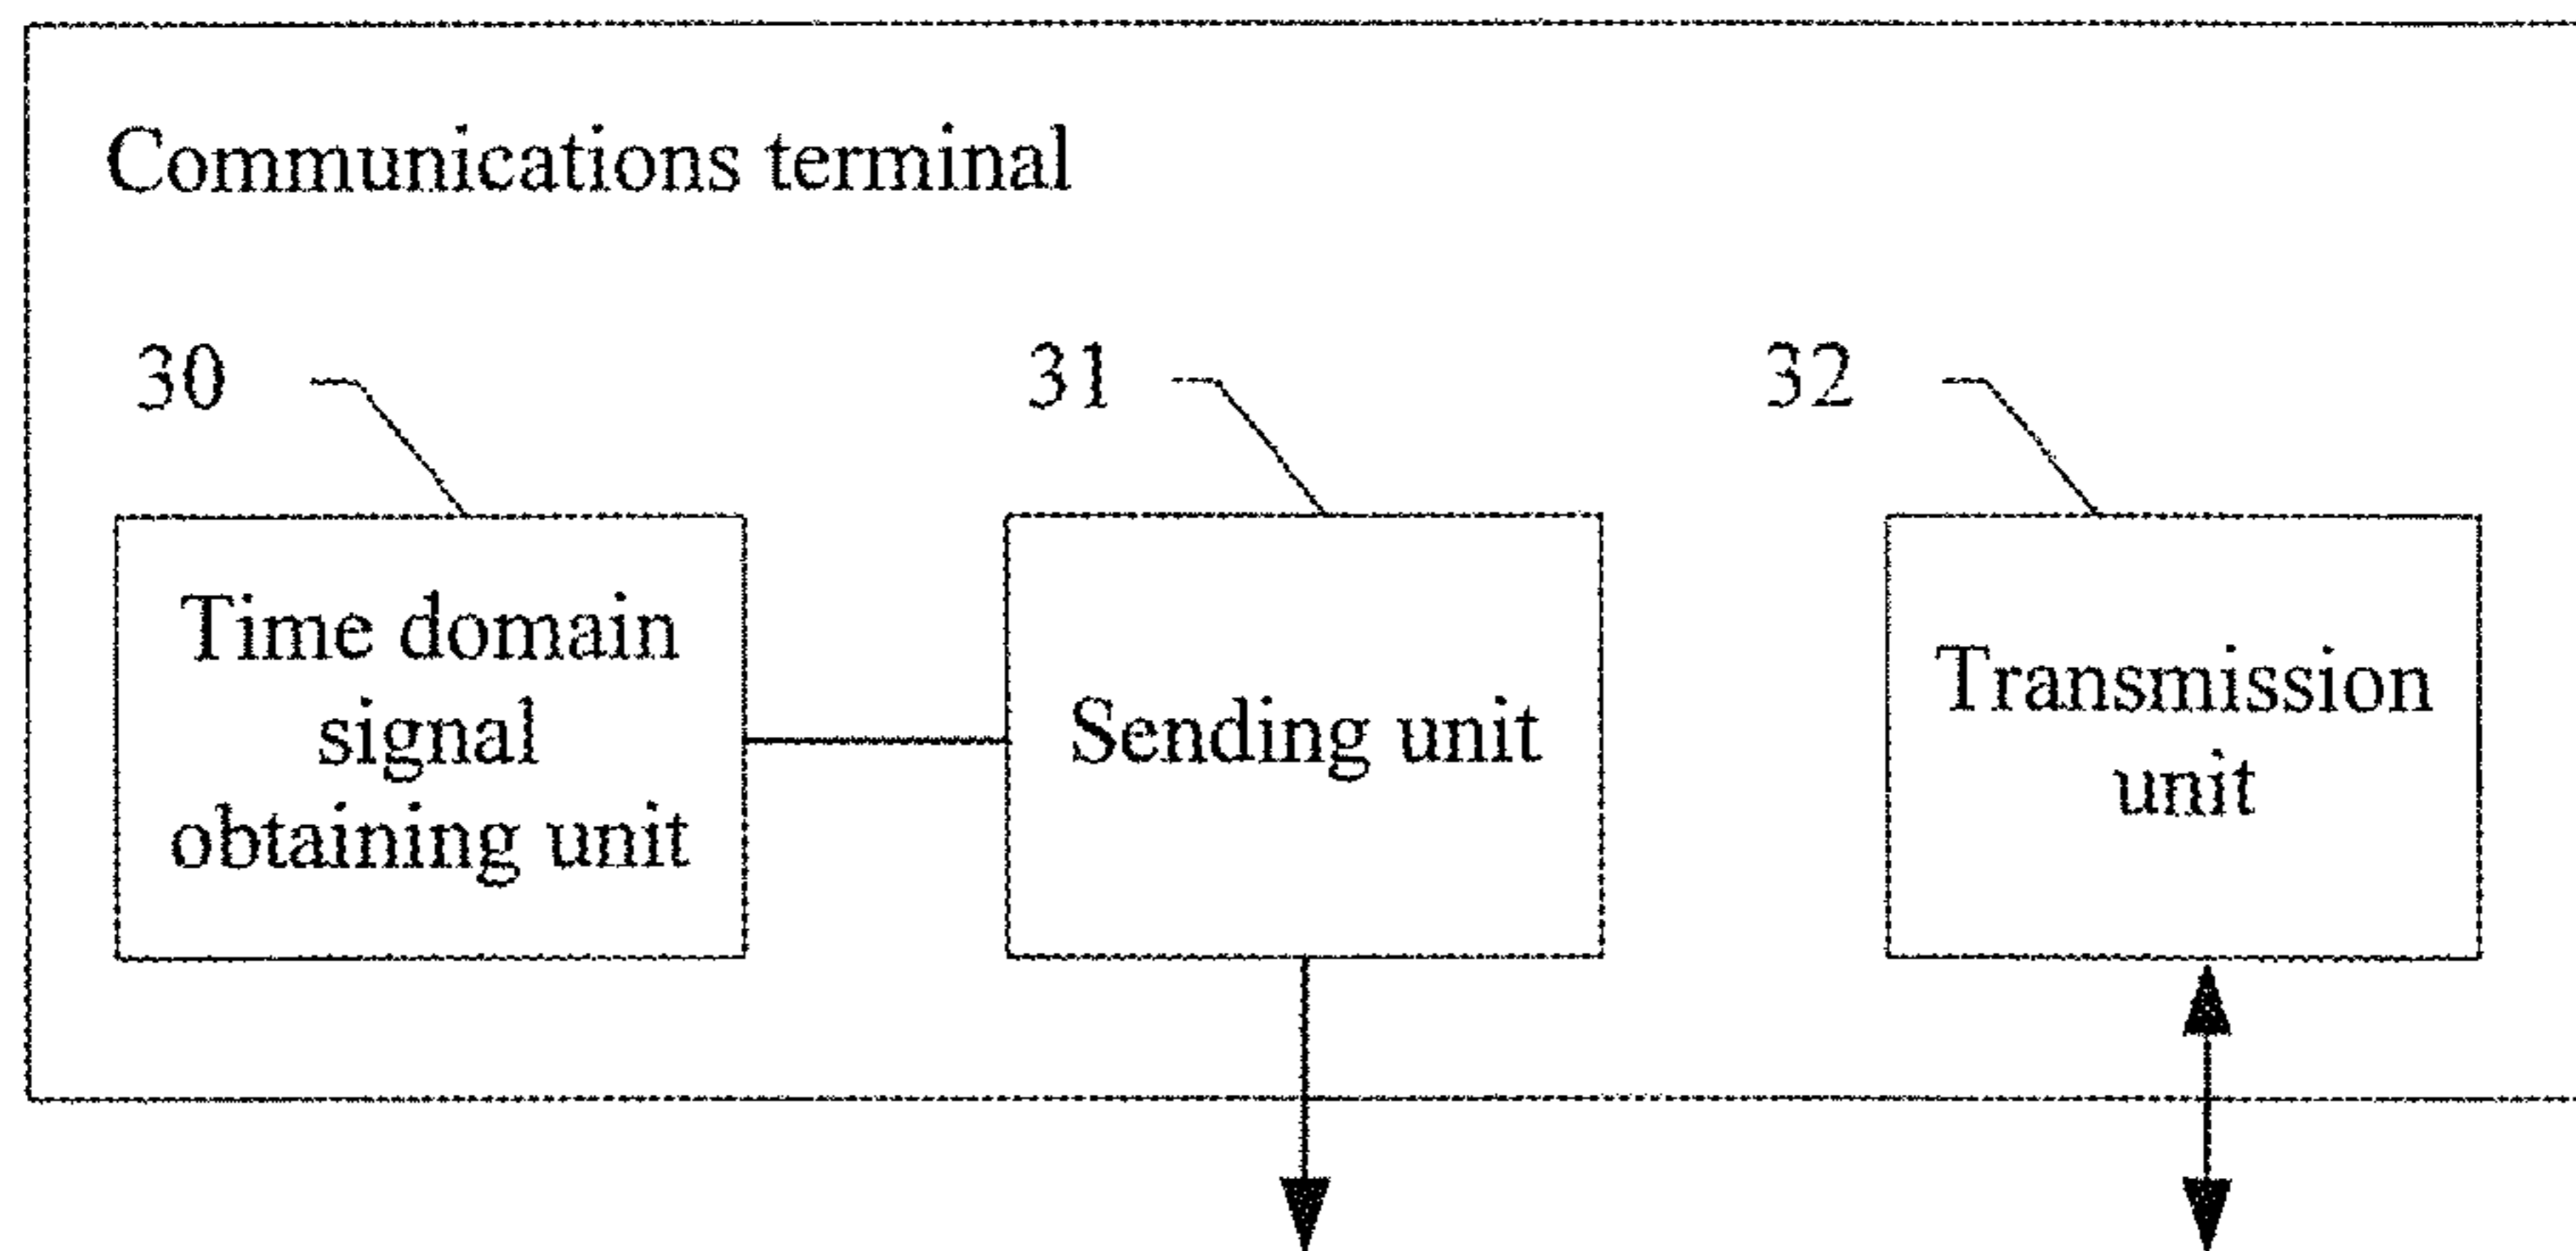 Communications terminal
30
31
32
Time domain
signal
obtaining unit
Sending unit
Transmission
unit